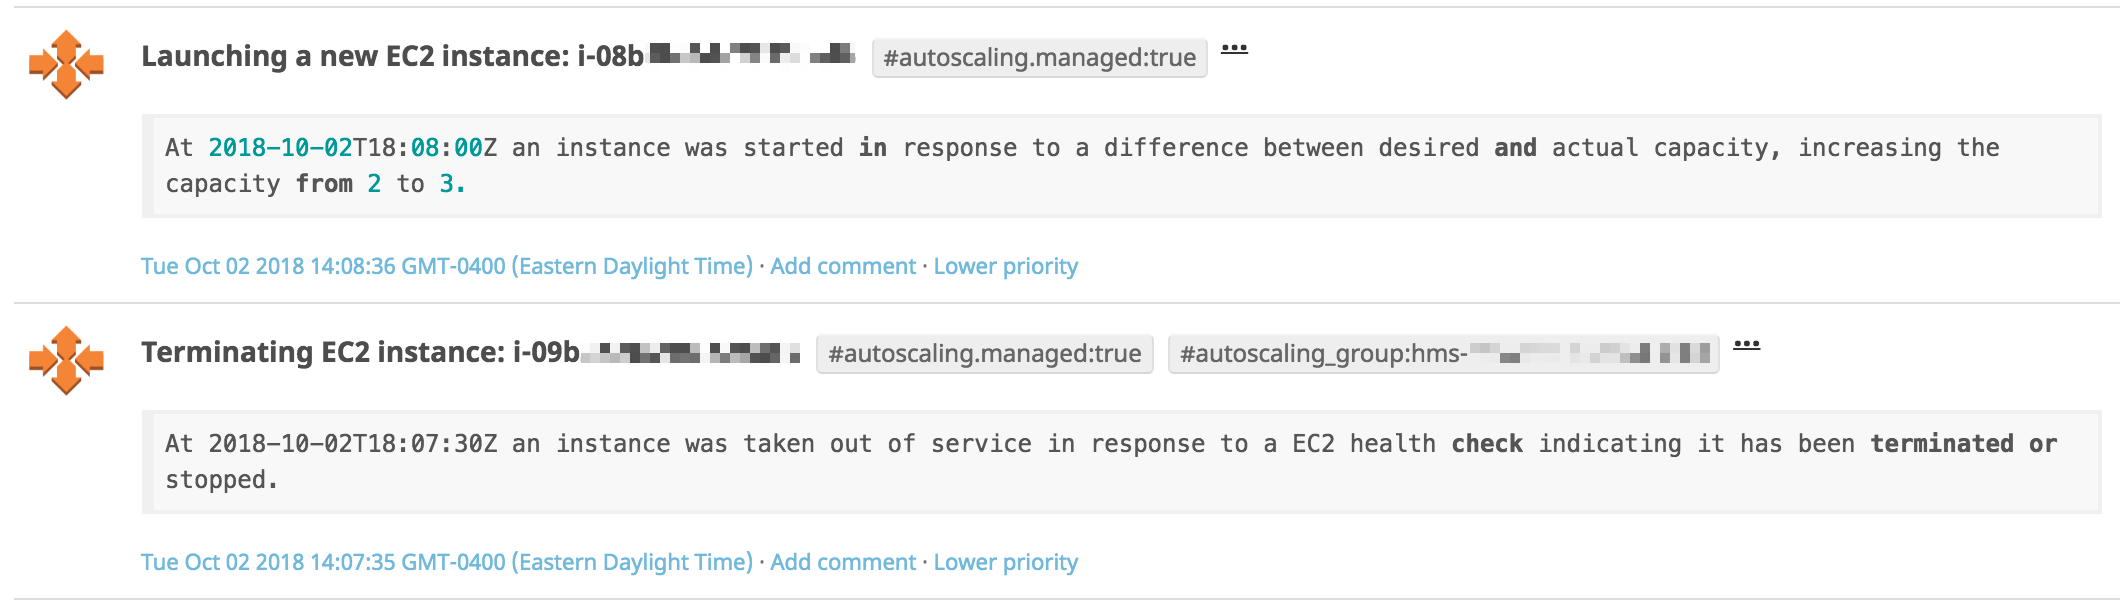 Launching a new EC2 instance: i-08b #autoscaling.managed:true ...
At 2018-10-02T18:08:00Z an instance was started in response to a difference between desired and actual capacity, increasing the
capacity from 2 to 3.
Tue Oct 02 2018 14:08:36 GMT-0400 (Eastern Daylight Time) · Add comment · Lower priority
Terminating EC2 instance: i-09b #autoscaling.managed:true #autoscaling_group:hms- ...
At 2018-10-02T18:07:30Z an instance was taken out of service in response to a EC2 health check indicating it has been terminated or
stopped.
Tue Oct 02 2018 14:07:35 GMT-0400 (Eastern Daylight Time) · Add comment · Lower priority